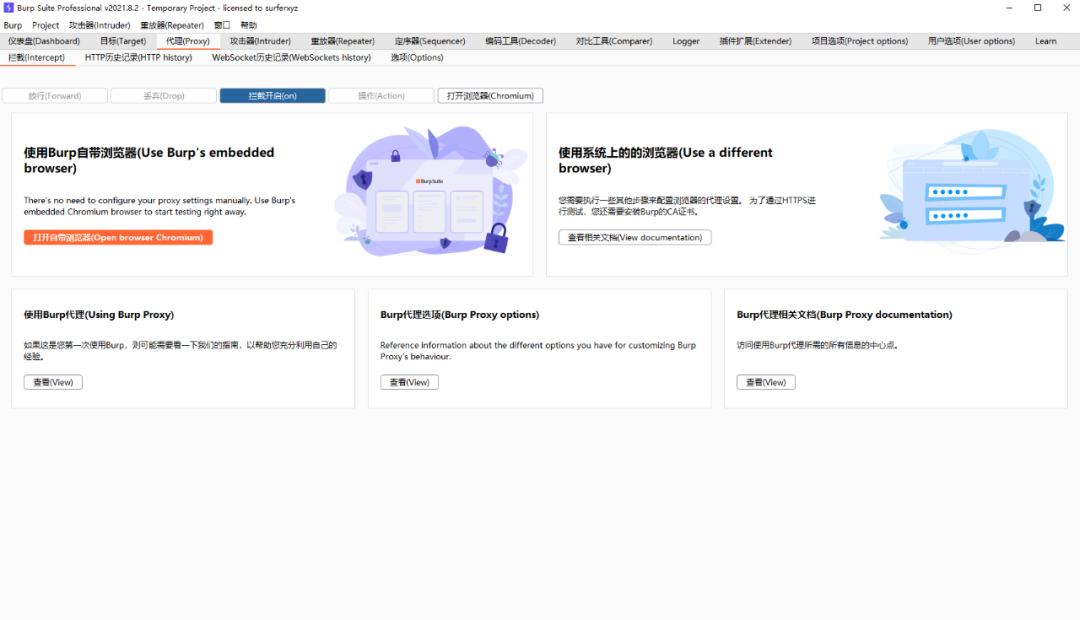 Burp Suite Professional v2021.8.2 - Temporary Project - licensed to surferxyz
Burp Project 攻击器(Intruder) 重放器(Repeater) 窗口 帮助
仪表盘(Dashboard) 目标(Target) 代理(Proxy) 攻击器(Intruder) 重放器(Repeater) 定序器(Sequencer) 编码工具(Decoder) 对比工具(Comparer) Logger 插件扩展(Extender) 项目选项(Project options) 用户选项(User options) Learn
拦截(Intercept) HTTP历史记录(HTTP history) WebSocket历史记录(WebSockets history) 选项(Options)
放行(Forward) 丢弃(Drop) 拦截开启(on) 操作(Action) 打开浏览器(Chromium)
使用Burp自带浏览器(Use Burp's embedded
browser)
There's no need to configure your proxy settings manually. Use Burp's
embedded Chromium browser to start testing right away.
打开自带浏览器(Open browser Chromium)
Burp Suite
使用系统上的的浏览器(Use a different
browser)
您需要执行一些其他步骤来配置浏览器的代理设置。 为了通过HTTPS进
行测试，您还需要安装Burp的CA证书。
查看相关文档(View documentation)
使用Burp代理(Using Burp Proxy)
如果这是您第一次使用Burp，则可能需要看一下我们的指南，以帮助您充分利用自己的
经验。
查看(View)
Burp代理选项(Burp Proxy options)
Reference information about the different options you have for customizing Burp
Proxy's behaviour.
查看(View)
Burp代理相关文档(Burp Proxy documentation)
访问使用Burp代理所需的所有信息的中心点。
查看(View)